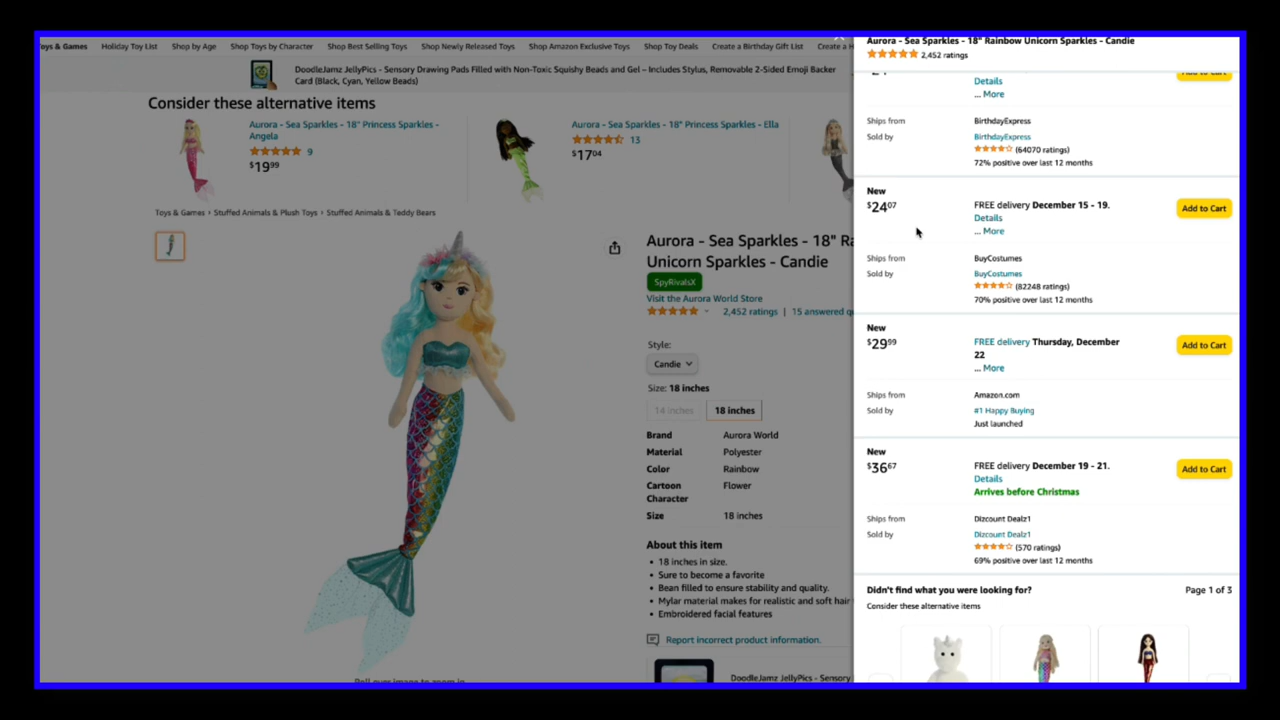 oys & Games Holiday Toy List Shop by Age Shop Toys by Character Shop Best Selling Toys Shop Newly Released Toys Shop Amazon Exclusive Toys Shop Toy Deals Create a Birthday Gift List Create a H
DoodleJamz JellyPics - Sensory Drawing Pads Filled with Non-Toxic Squishy Beads and Gel – Includes Stylus, Removable 2-Sided Emoji Backer
Card (Black, Cyan, Yellow Beads)
Consider these alternative items
Aurora - Sea Sparkles - 18" Princess Sparkles -
Angela
9
$19.99
Aurora - Sea Sparkles - 18" Princess Sparkles - Ella
13
$17.04
Toys & Games › Stuffed Animals & Plush Toys › Stuffed Animals & Teddy Bears
Aurora - Sea Sparkles - 18" Ra
Unicorn Sparkles - Candie
SpyRivalsX
Visit the Aurora World Store
2,452 ratings | 15 answered qu
Style:
Candie
Size: 18 inches
14 inches 18 inches
Brand Aurora World
Material Polyester
Color Rainbow
Cartoon Flower
Character
Size 18 inches
About this item
• 18 inches in size.
• Sure to become a favorite
• Bean filled to ensure stability and quality.
• Mylar material makes for realistic and soft hair
• Embroidered facial features
Report incorrect product information.
DoodleJamz JellyPics - Sensory
Roll over image to zoom in
Aurora - Sea Sparkles - 18" Rainbow Unicorn Sparkles - Candie
2,452 ratings
Add to Cart
Details
... More
Ships from BirthdayExpress
Sold by BirthdayExpress
(64070 ratings)
72% positive over last 12 months
New
$24.07 FREE delivery December 15 - 19. Add to Cart
Details
... More
Ships from BuyCostumes
Sold by BuyCostumes
(82248 ratings)
70% positive over last 12 months
New
$29.99 FREE delivery Thursday, December Add to Cart
22
... More
Ships from Amazon.com
Sold by #1 Happy Buying
Just launched
New
$36.67 FREE delivery December 19 - 21. Add to Cart
Details
Arrives before Christmas
Ships from Dizcount Dealz1
Sold by Dizcount Dealz1
(570 ratings)
69% positive over last 12 months
Didn't find what you were looking for? Page 1 of 3
Consider these alternative items